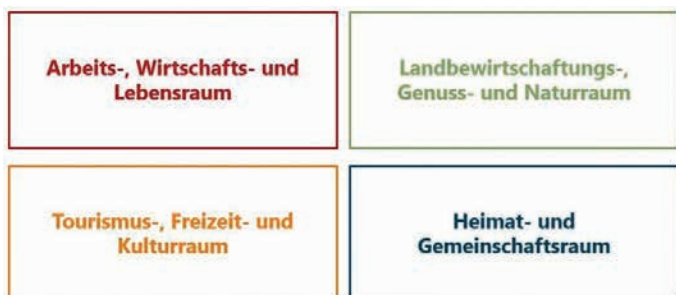 Arbeits-, Wirtschafts- und
Lebensraum
Landbewirtschaftungs-,
Genuss- und Naturraum
Tourismus-, Freizeit- und
Kulturraum
Heimat- und
Gemeinschaftsraum